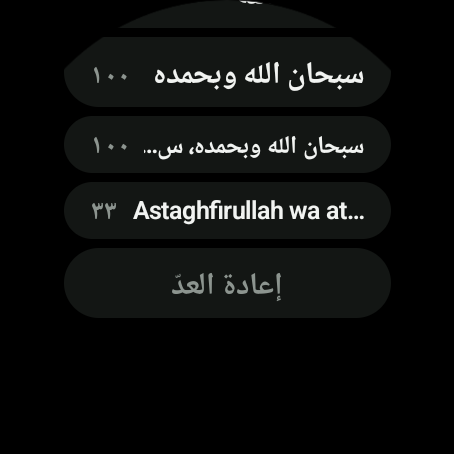 سبحان الله وبحمده ١٠٠
سبحان الله وبحمده، س... ١٠٠
Astaghfirullah wa at... ٣٣
إعادة العدّ